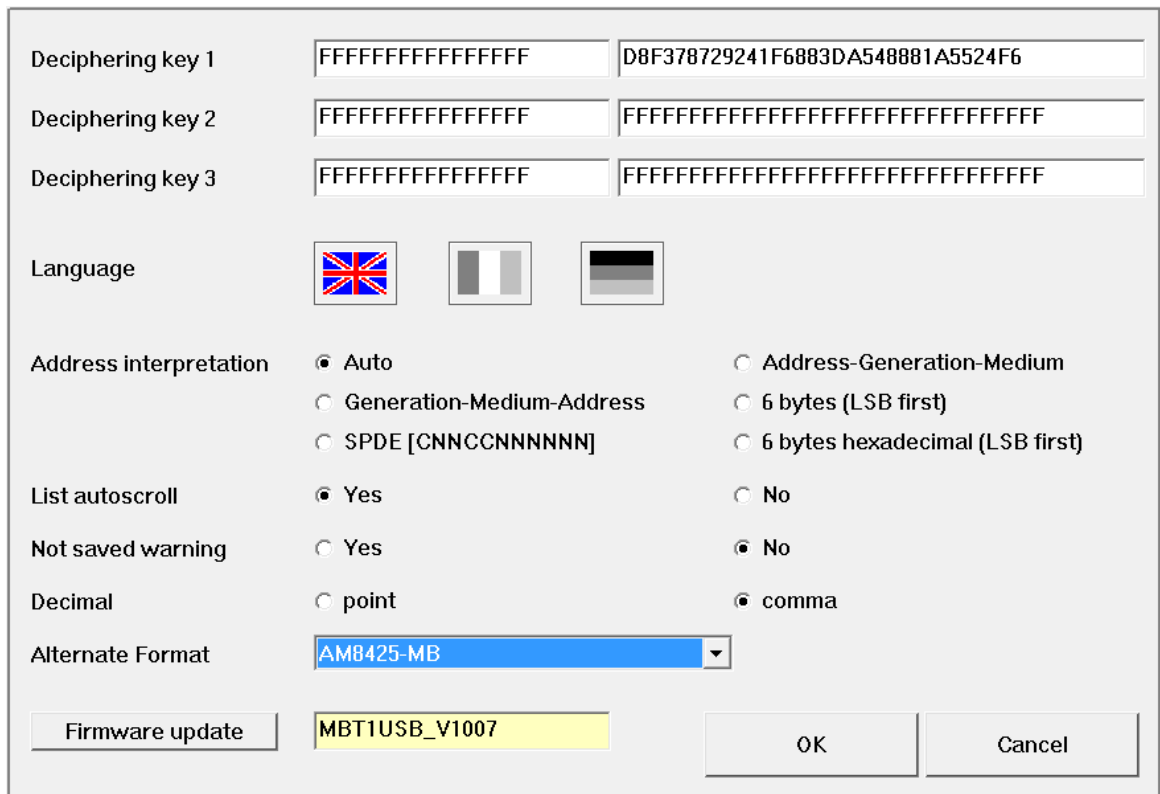 Deciphering key 1 FFFFFFFFFFFFFFFF D8F378729241F6883DA548881A5524F6
Deciphering key 2 FFFFFFFFFFFFFFFF FFFFFFFFFFFFFFFFFFFFFFFFFFFFFFFF
Deciphering key 3 FFFFFFFFFFFFFFFF FFFFFFFFFFFFFFFFFFFFFFFFFFFFFFFF
Language
Address interpretation Auto Address-Generation-Medium
Generation-Medium-Address 6 bytes (LSB first)
SPDE [CNNCCNNNNNN] 6 bytes hexadecimal (LSB first)
List autoscroll Yes No
Not saved warning Yes No
Decimal point comma
Alternate Format AM8425-MB
Firmware update MBT1USB_V1007 OK Cancel